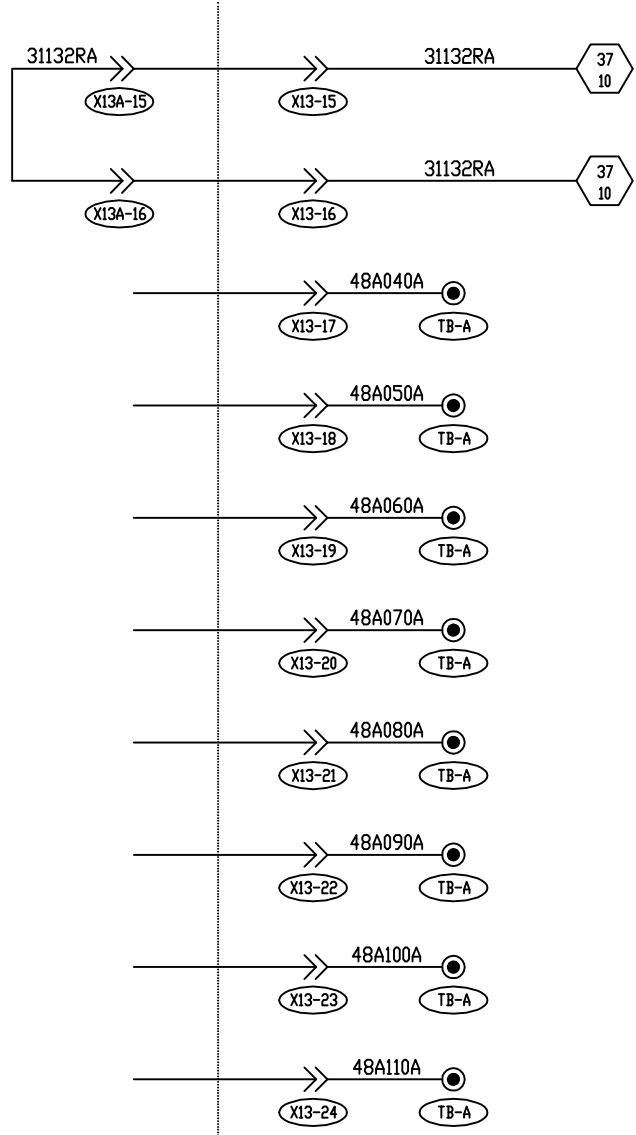 31132RA 31132RA 37
10
X13A-15 X13-15
31132RA 37
10
X13A-16 X13-16
48A040A
X13-17 TB-A
48A050A
X13-18 TB-A
48A060A
X13-19 TB-A
48A070A
X13-20 TB-A
48A080A
X13-21 TB-A
48A090A
X13-22 TB-A
48A100A
X13-23 TB-A
48A110A
X13-24 TB-A